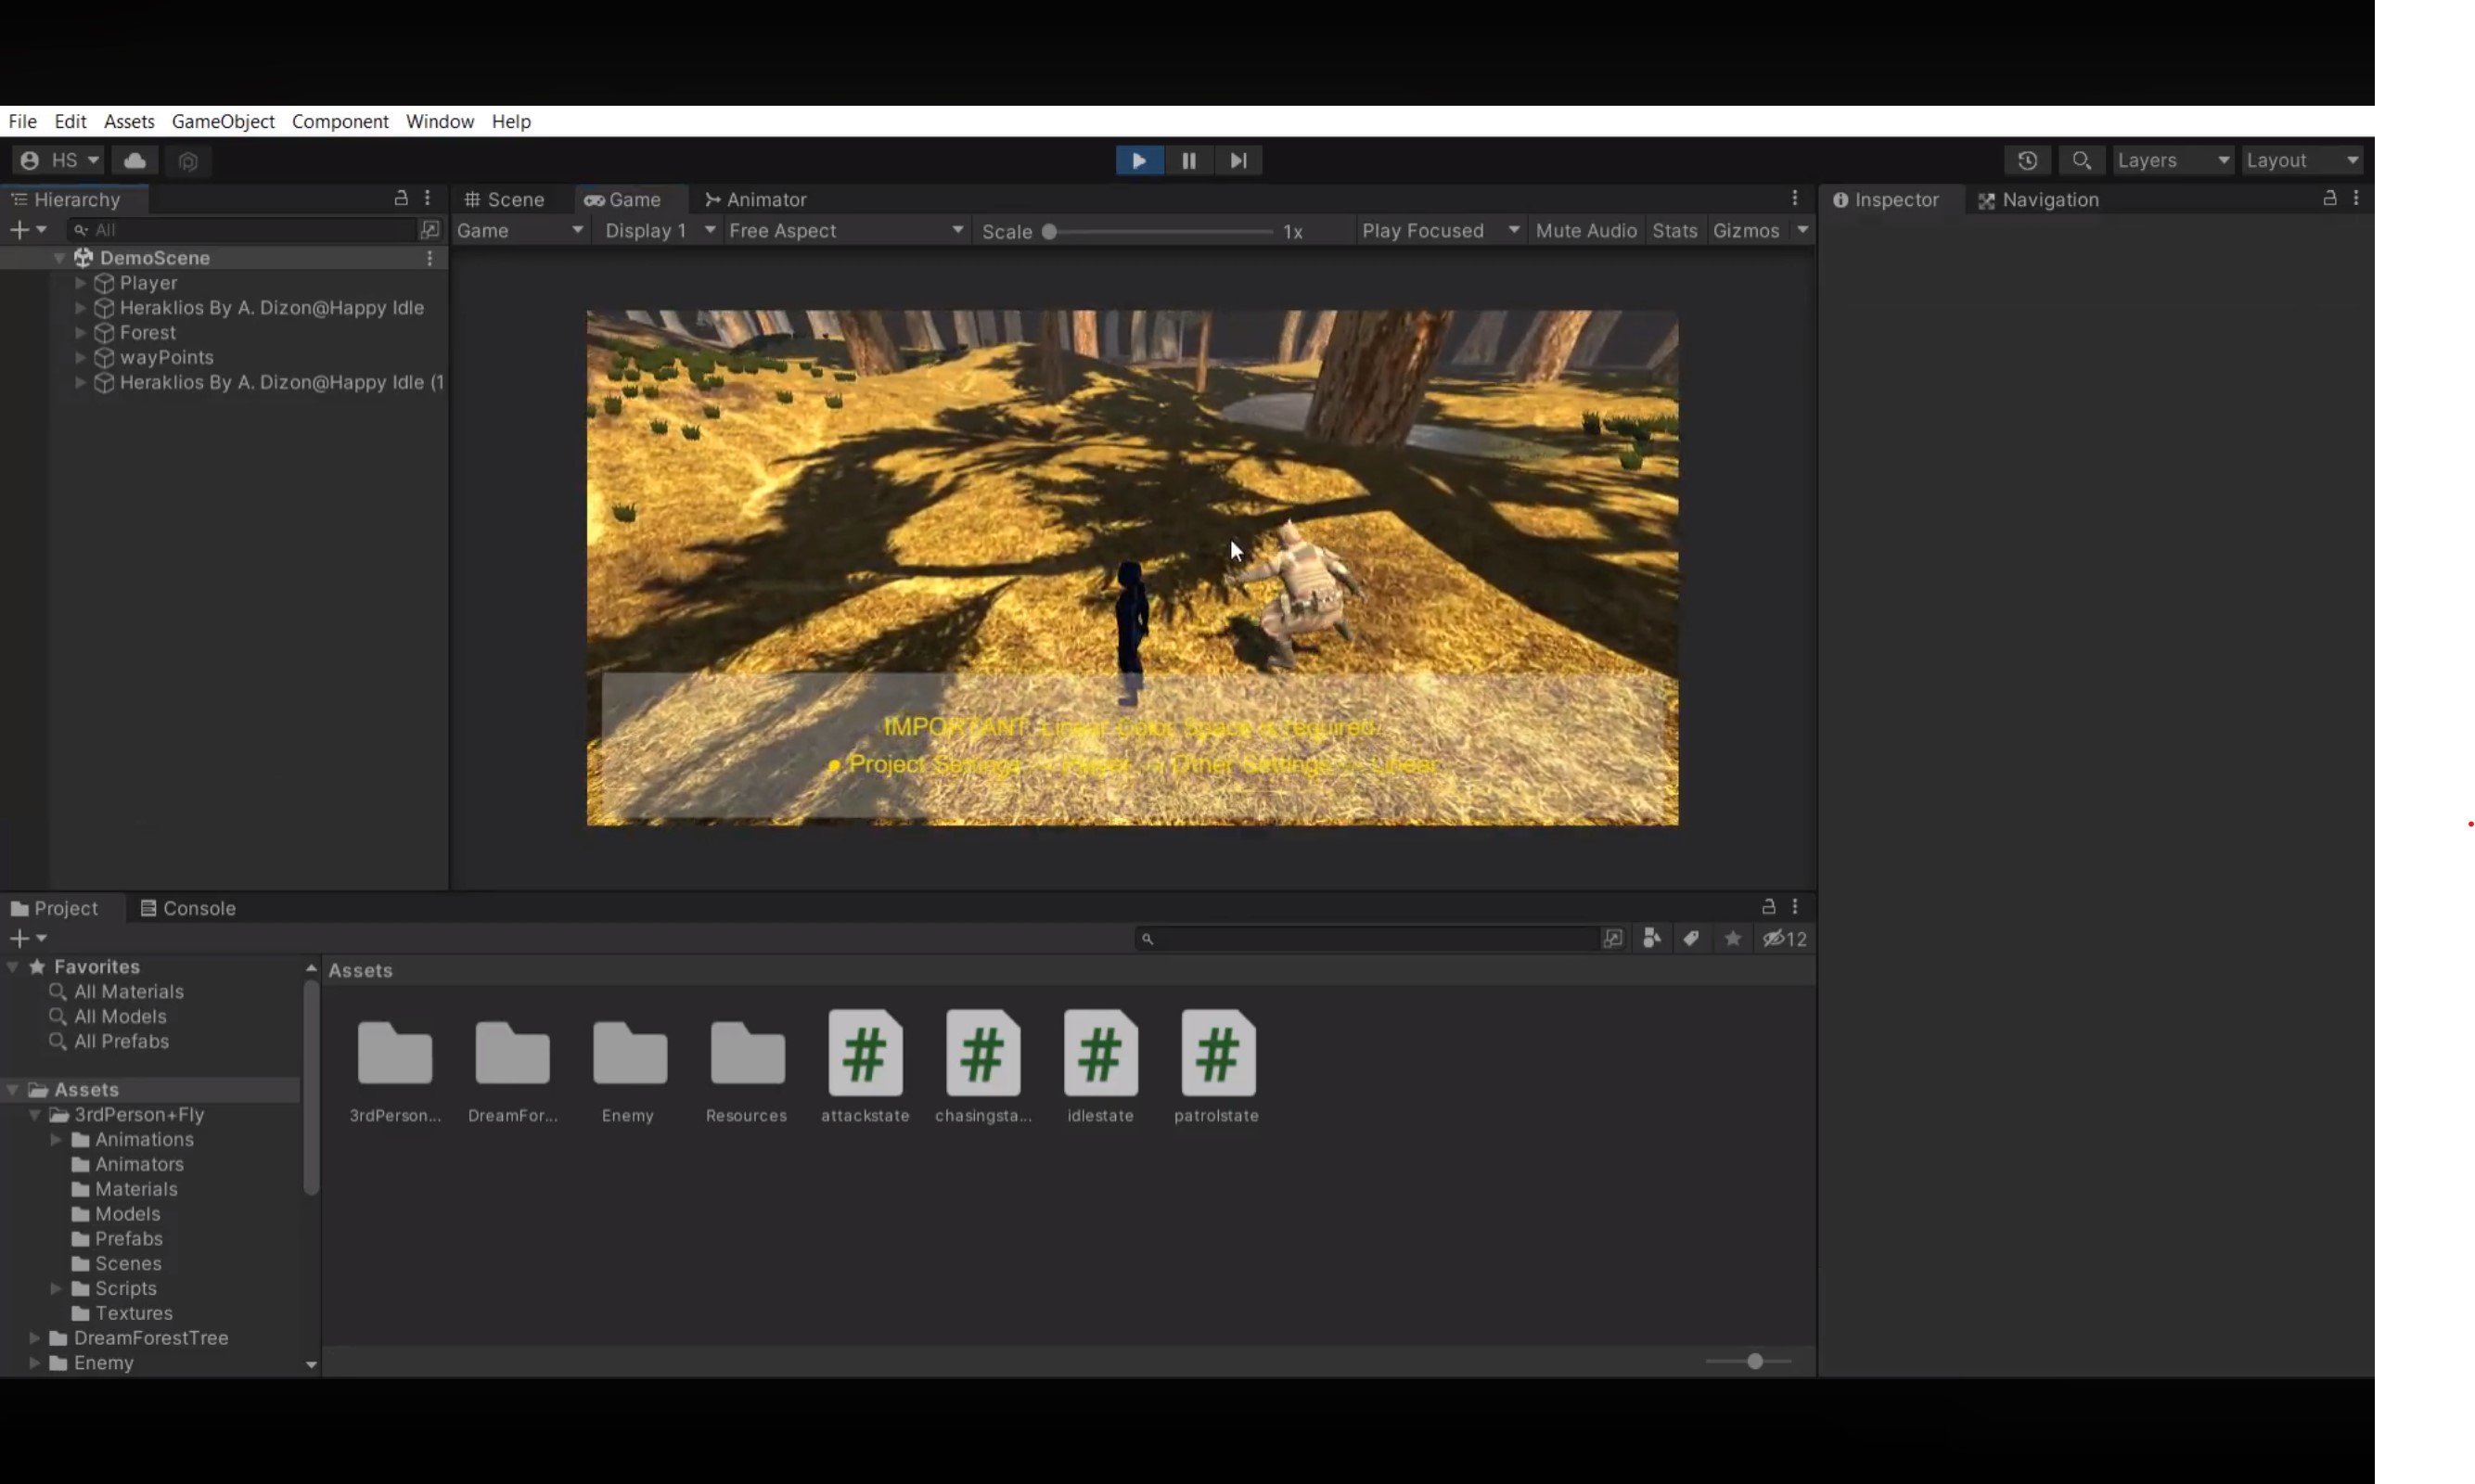 File Edit Assets GameObject Component Window Help
HS Layers Layout
Hierarchy Scene Game Animator Inspector Navigation
All Game Display 1 Free Aspect Scale 1x Play Focused Mute Audio Stats Gizmos
DemoScene
Player
Heraklios By A. Dizon@Happy Idle
Forest
wayPoints
Heraklios By A. Dizon@Happy Idle (1
IMPORTANT: Linear Color Space is required
• Project Settings -> Player -> Other Settings -> Linear
Project Console
12
Favorites
All Materials
All Models
All Prefabs
Assets
3rdPerson+Fly
Animations
Animators
Materials
Models
Prefabs
Scenes
Scripts
Textures
DreamForestTree
Enemy
Assets
3rdPerson... DreamFor... Enemy Resources attackstate chasingsta... idlestate patrolstate